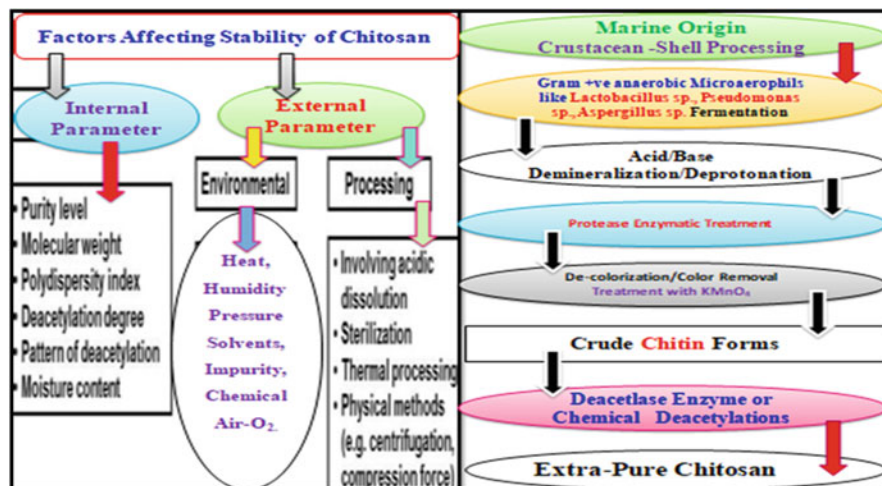 Factors Affecting Stability of Chitosan
Internal
Parameter
External
Parameter
• Purity level
• Molecular weight
• Polydispersity index
• Deacetylation degree
• Pattern of deacetylation
• Moisture content
Environmental
Heat,
Humidity
Pressure
Solvents,
Impurity,
Chemical
Air-O₂.
Processing
• Involving acidic
dissolution
• Sterilization
• Thermal processing
• Physical methods
(e.g. centrifugation,
compression force)
Marine Origin
Crustacean -Shell Processing
Gram +ve anaerobic Microaerophils
like Lactobacillus sp., Pseudomonas
sp., Aspergillus sp. Fermentation
Acid/Base
Demineralization/Deprotonation
Protease Enzymatic Treatment
De-colorization/Color Removal
Treatment with KMnO₄
Crude Chitin Forms
Deacetlase Enzyme or
Chemical Deacetylations
Extra-Pure Chitosan